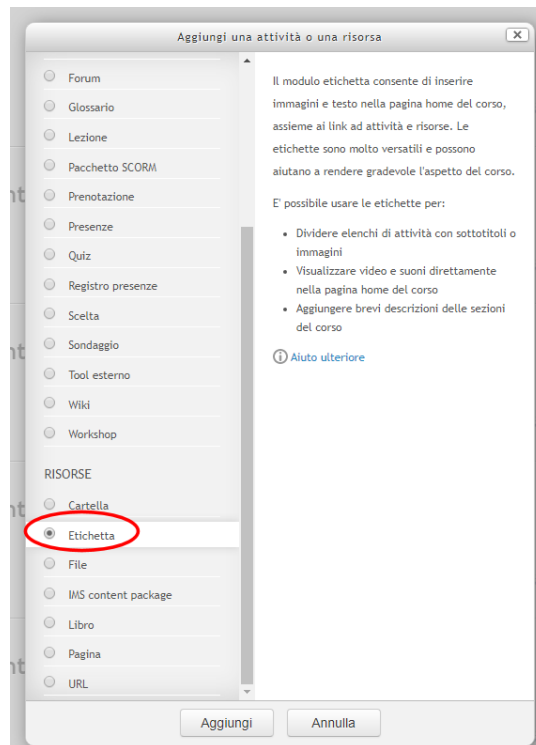 Aggiungi una attività o una risorsa
Forum
Glossario
Lezione
Pacchetto SCORM
Prenotazione
Presenze
Quiz
Registro presenze
Scelta
Sondaggio
Tool esterno
Wiki
Workshop
RISORSE
Cartella
Etichetta
File
IMS content package
Libro
Pagina
URL
Il modulo etichetta consente di inserire
immagini e testo nella pagina home del corso,
assieme ai link ad attività e risorse. Le
etichette sono molto versatili e possono
aiutano a rendere gradevole l'aspetto del corso.
E' possibile usare le etichette per:
• Dividere elenchi di attività con sottotitoli o
immagini
• Visualizzare video e suoni direttamente
nella pagina home del corso
• Aggiungere brevi descrizioni delle sezioni
del corso
Aiuto ulteriore
Aggiungi
Annulla